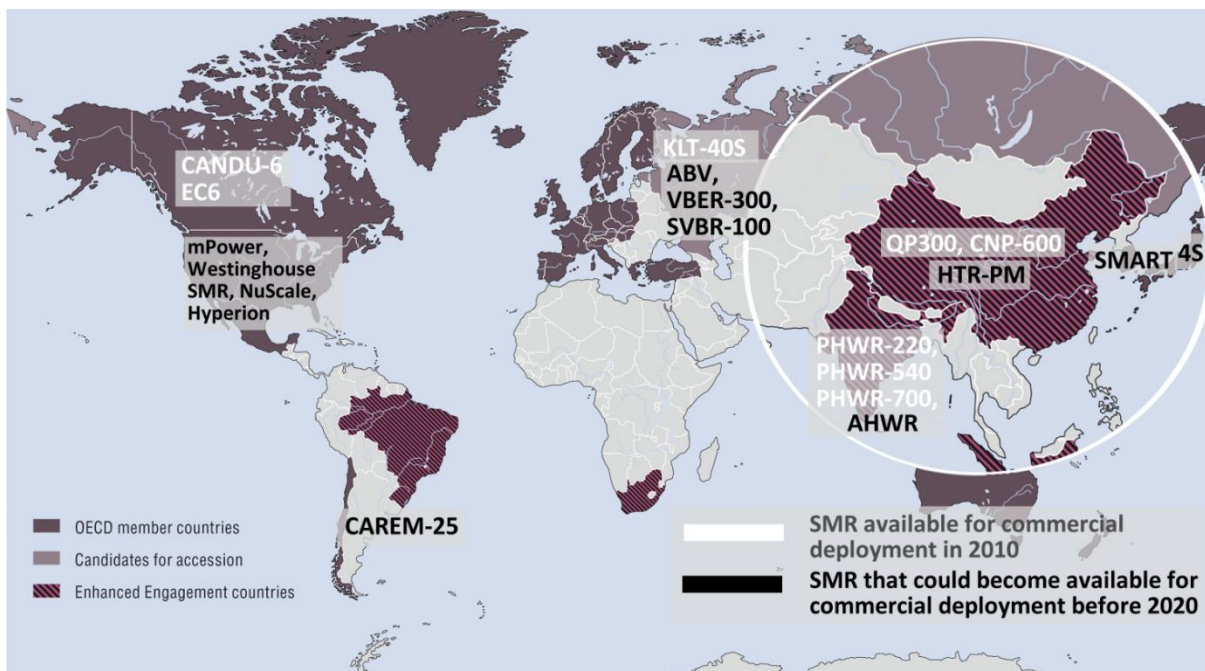 CANDU-6
EC6
mPower,
Westinghouse
SMR, NuScale,
Hyperion
KLT-40S
ABV,
VBER-300,
SVBR-100
QP300, CNP-600
HTR-PM
SMART
4S
PHWR-220,
PHWR-540
PHWR-700,
AHWR
CAREM-25
OECD member countries
Candidates for accession
Enhanced Engagement countries
SMR available for commercial
deployment in 2010
SMR that could become available for
commercial deployment before 2020